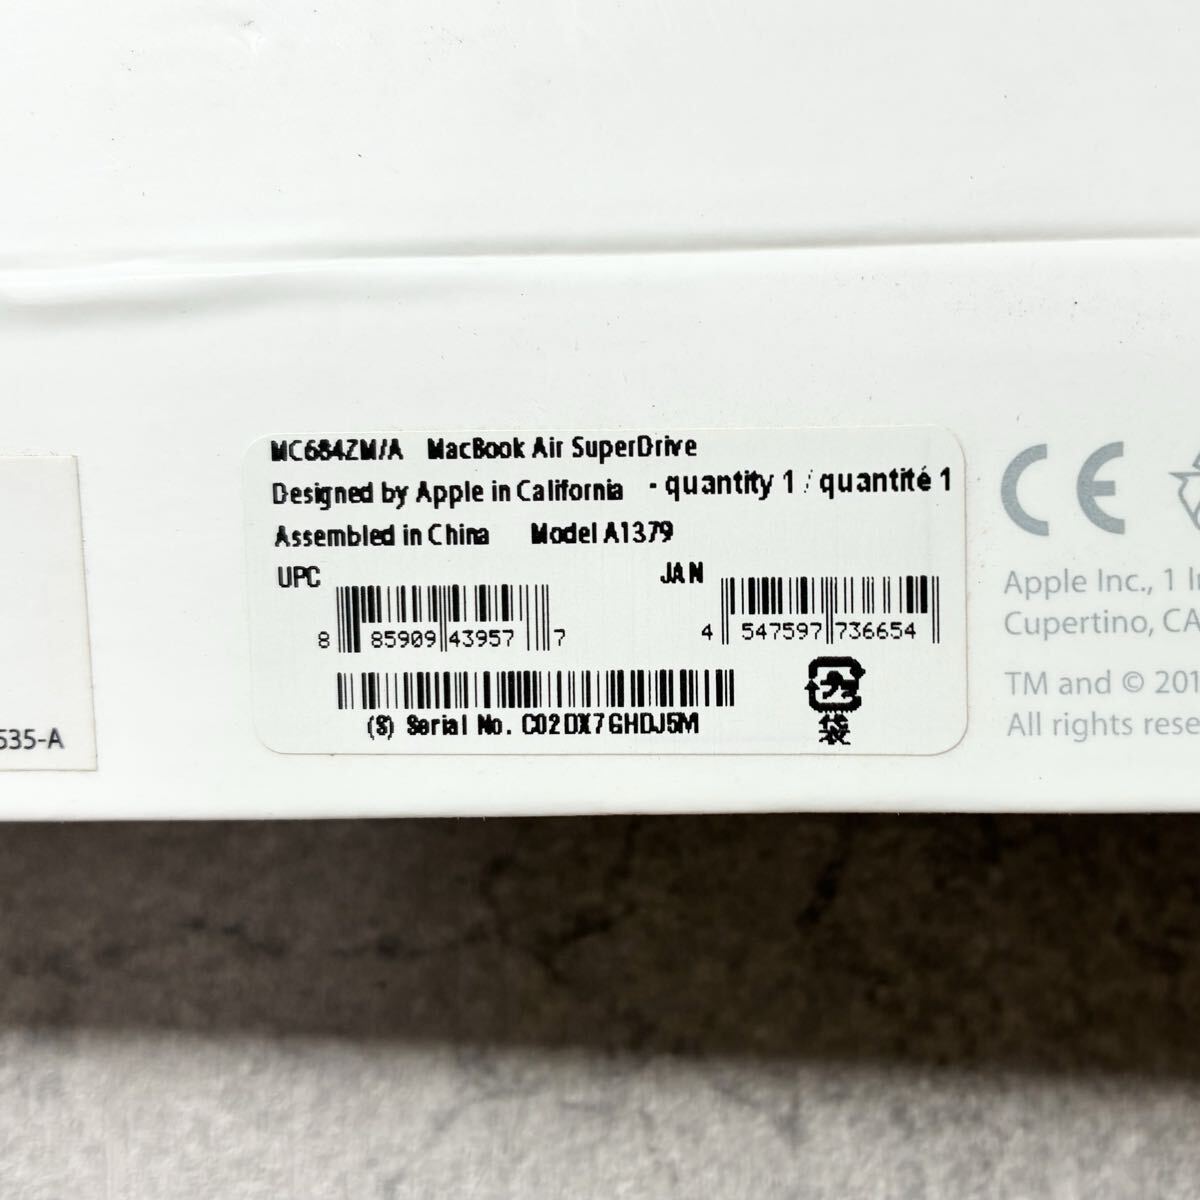 MC684ZM/A MacBook Air SuperDrive
Designed by Apple in California - quantity 1 / quantité 1
Assembled in China Model A1379
UPC JAN
8 85909 43957 7
4 547597 736654
(S) Serial No. C02DX7GHDJ5M
袋
535-A
CE
Apple Inc., 1
Cupertino, CA
TM and © 201
All rights rese